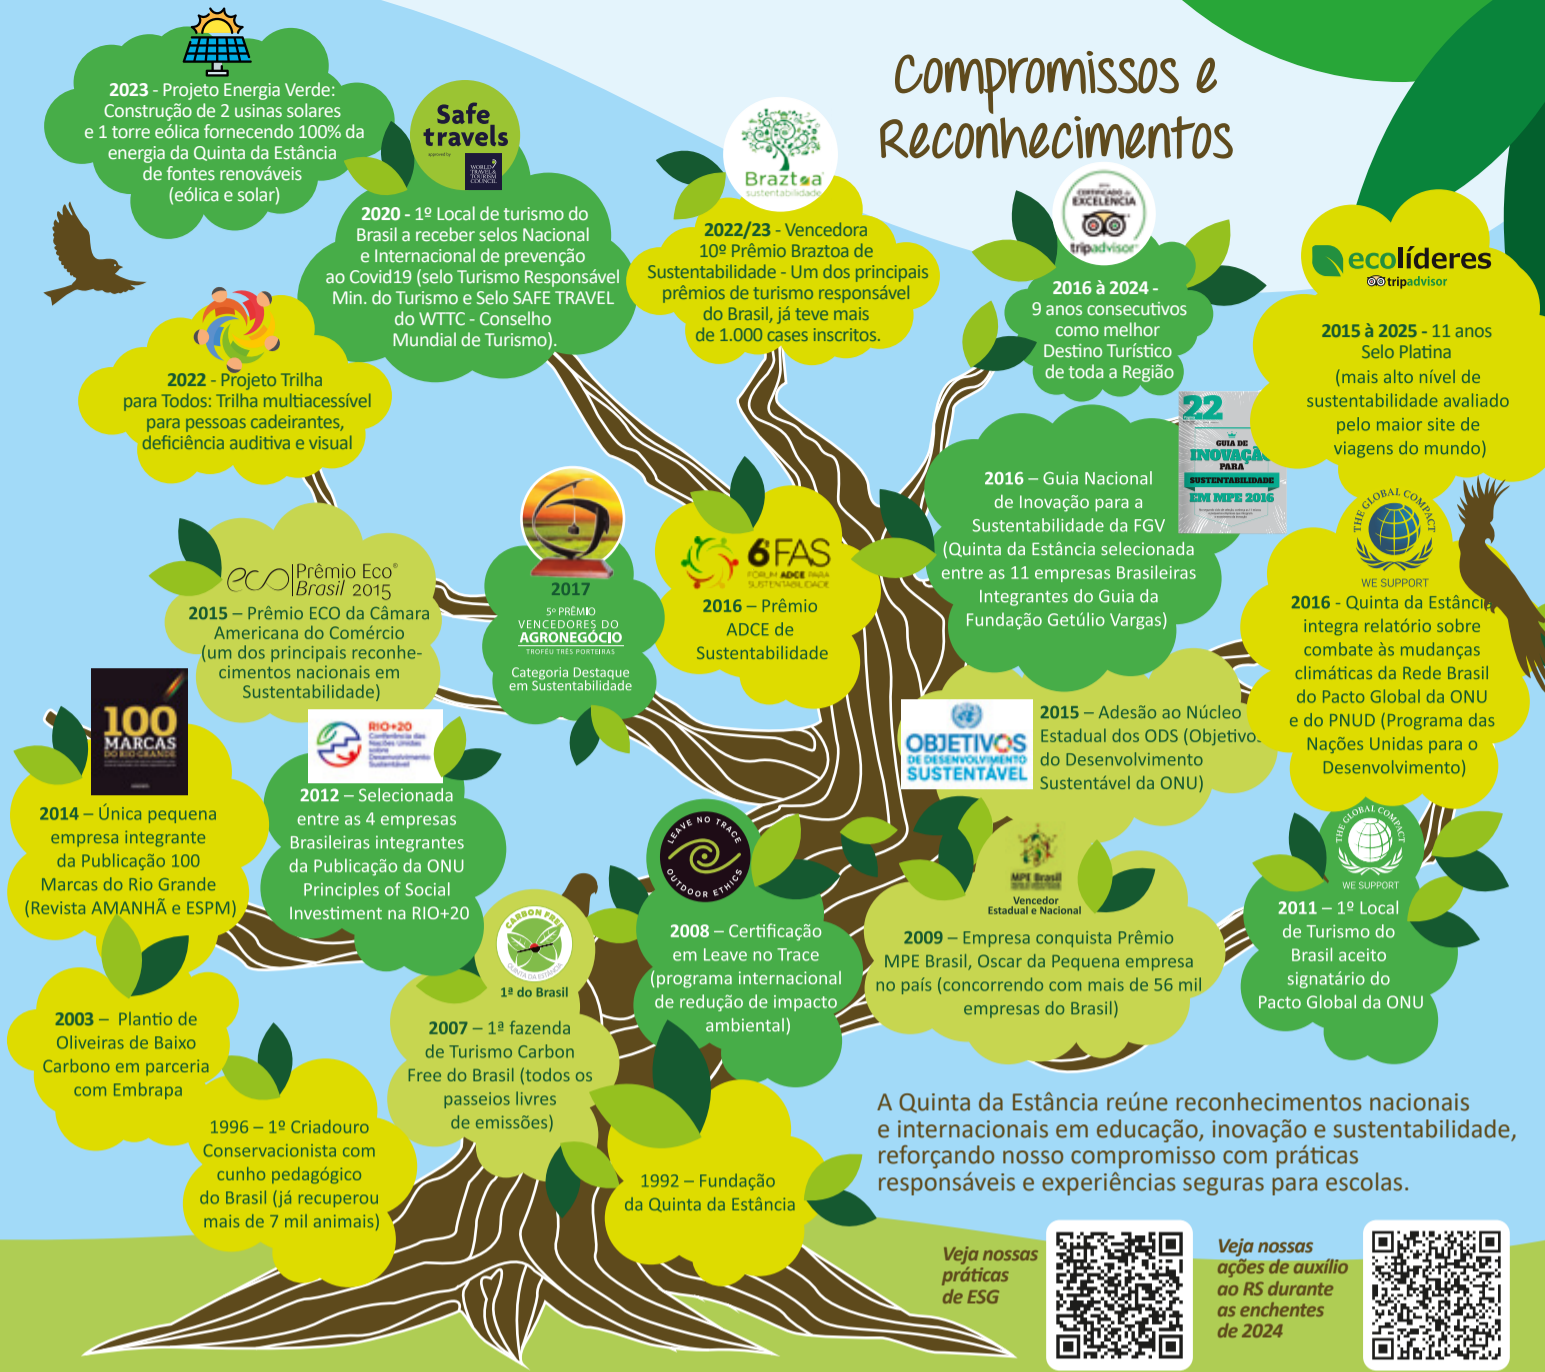 Compromissos e
Reconhecimentos
2023 - Projeto Energia Verde:
Construção de 2 usinas solares
e 1 torre eólica fornecendo 100% da
energia da Quinta da Estância
de fontes renováveis
(eólica e solar)
Safe
travels
approved by
WORLD
TRAVEL &
TOURISM
COUNCIL
2020 - 1º Local de turismo do
Brasil a receber selos Nacional
e Internacional de prevenção
ao Covid19 (selo Turismo Responsável
Min. do Turismo e Selo SAFE TRAVEL
do WTTC - Conselho
Mundial de Turismo).
Braztoa
sustentabilidade
2022/23 - Vencedora
10º Prêmio Braztoa de
Sustentabilidade - Um dos principais
prêmios de turismo responsável
do Brasil, já teve mais
de 1.000 cases inscritos.
CERTIFICADO de
EXCELÊNCIA
tripadvisor
2016 à 2024 -
9 anos consecutivos
como melhor
Destino Turístico
de toda a Região
ecolíderes
tripadvisor
2015 à 2025 - 11 anos
Selo Platina
(mais alto nível de
sustentabilidade avaliado
pelo maior site de
viagens do mundo)
2022 - Projeto Trilha
para Todos: Trilha multiacessível
para pessoas cadeirantes,
deficiência auditiva e visual
22
GUIA DE
INOVAÇÃO
PARA
SUSTENTABILIDADE
EM MPE 2016
2016 – Guia Nacional
de Inovação para a
Sustentabilidade da FGV
(Quinta da Estância selecionada
entre as 11 empresas Brasileiras
Integrantes do Guia da
Fundação Getúlio Vargas)
THE GLOBAL COMPACT
WE SUPPORT
2016 - Quinta da Estância
integra relatório sobre
combate às mudanças
climáticas da Rede Brasil
do Pacto Global da ONU
e do PNUD (Programa das
Nações Unidas para o
Desenvolvimento)
eco Prêmio Eco®
Brasil 2015
2015 – Prêmio ECO da Câmara
Americana do Comércio
(um dos principais reconhe-
cimentos nacionais em
Sustentabilidade)
2017
5º PRÊMIO
VENCEDORES DO
AGRONEGÓCIO
TROFÉU TRÊS PORTEIRAS
Categoria Destaque
em Sustentabilidade
6º FAS
FÓRUM ADCE PARA
SUSTENTABILIDADE
2016 – Prêmio
ADCE de
Sustentabilidade
OBJETIVOS
DE DESENVOLVIMENTO
SUSTENTÁVEL
2015 – Adesão ao Núcleo
Estadual dos ODS (Objetivos
do Desenvolvimento
Sustentável da ONU)
100
MARCAS
DO RIO GRANDE
2014 – Única pequena
empresa integrante
da Publicação 100
Marcas do Rio Grande
(Revista AMANHÃ e ESPM)
RIO+20
Conferência das
Nações Unidas
sobre
Desenvolvimento
Sustentável
2012 – Selecionada
entre as 4 empresas
Brasileiras integrantes
da Publicação da ONU
Principles of Social
Investiment na RIO+20
LEAVE NO TRACE
OUTDOOR ETHICS
2008 – Certificação
em Leave no Trace
(programa internacional
de redução de impacto
ambiental)
MPE Brasil
Vencedor
Estadual e Nacional
2009 – Empresa conquista Prêmio
MPE Brasil, Oscar da Pequena empresa
no país (concorrendo com mais de 56 mil
empresas do Brasil)
THE GLOBAL COMPACT
WE SUPPORT
2011 – 1º Local
de Turismo do
Brasil aceito
signatário do
Pacto Global da ONU
2003 – Plantio de
Oliveiras de Baixo
Carbono em parceria
com Embrapa
CARBON FREE
QUINTA DA ESTÂNCIA
1ª do Brasil
2007 – 1ª fazenda
de Turismo Carbon
Free do Brasil (todos os
passeios livres
de emissões)
1996 – 1º Criadouro
Conservacionista com
cunho pedagógico
do Brasil (já recuperou
mais de 7 mil animais)
1992 – Fundação
da Quinta da Estância
A Quinta da Estância reúne reconhecimentos nacionais
e internacionais em educação, inovação e sustentabilidade,
reforçando nosso compromisso com práticas
responsáveis e experiências seguras para escolas.
Veja nossas
práticas
de ESG
Veja nossas
ações de auxílio
ao RS durante
as enchentes
de 2024